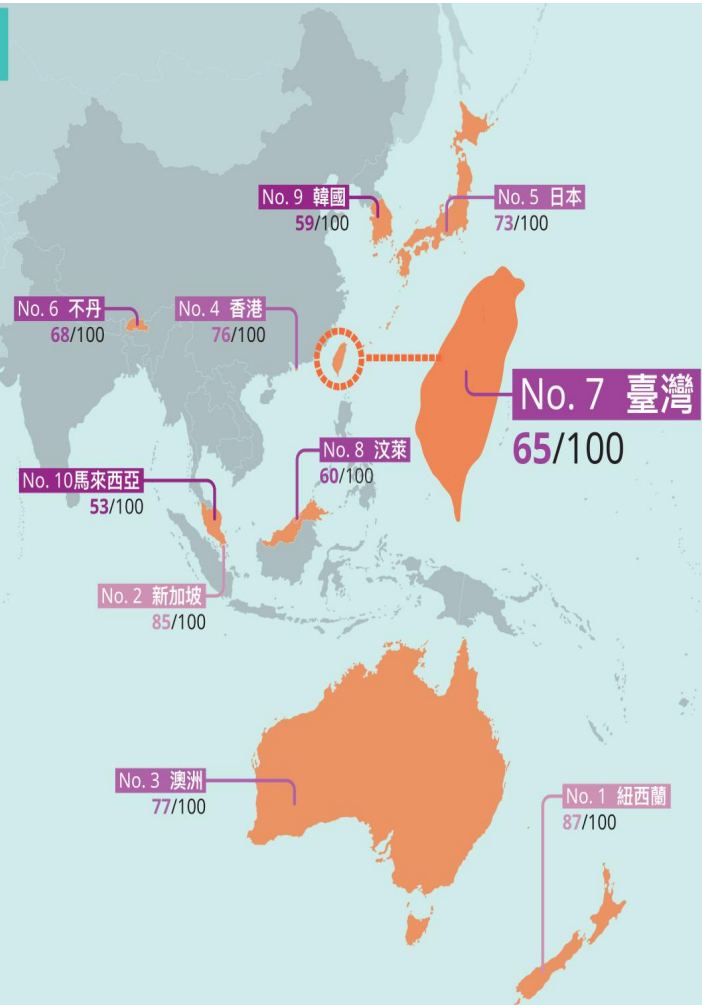 No. 9 韓國
59/100
No. 5 日本
73/100
No. 6 不丹
68/100
No. 4 香港
76/100
No. 7 臺灣
65/100
No. 8 汶萊
60/100
No. 10馬來西亞
53/100
No. 2 新加坡
85/100
No. 3 澳洲
77/100
No. 1 紐西蘭
87/100